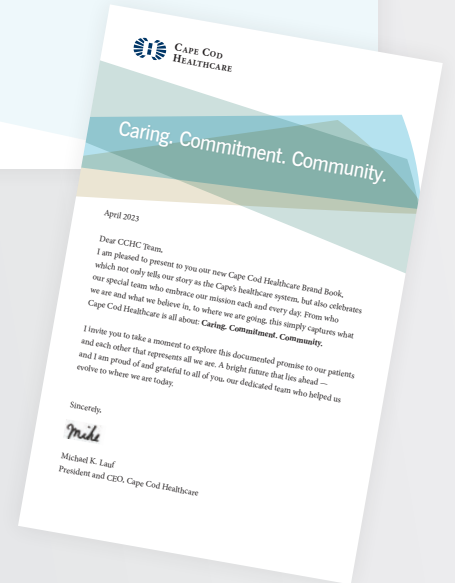 CAPE COD
HEALTHCARE
Caring. Commitment. Community.
April 2023
Dear CCHC Team,
I am pleased to present to you our new Cape Cod Healthcare Brand Book,
which not only tells our story as the Cape's healthcare system, but also celebrates
our special team who embrace our mission each and every day. From who
we are and what we believe in, to where we are going, this simply captures what
Cape Cod Healthcare is all about: Caring. Commitment. Community.
I invite you to take a moment to explore this documented promise to our patients
and each other that represents all we are. A bright future that lies ahead —
and I am proud of and grateful to all of you, our dedicated team who helped us
evolve to where we are today.
Sincerely,
Mike
Michael K. Lauf
President and CEO, Cape Cod Healthcare